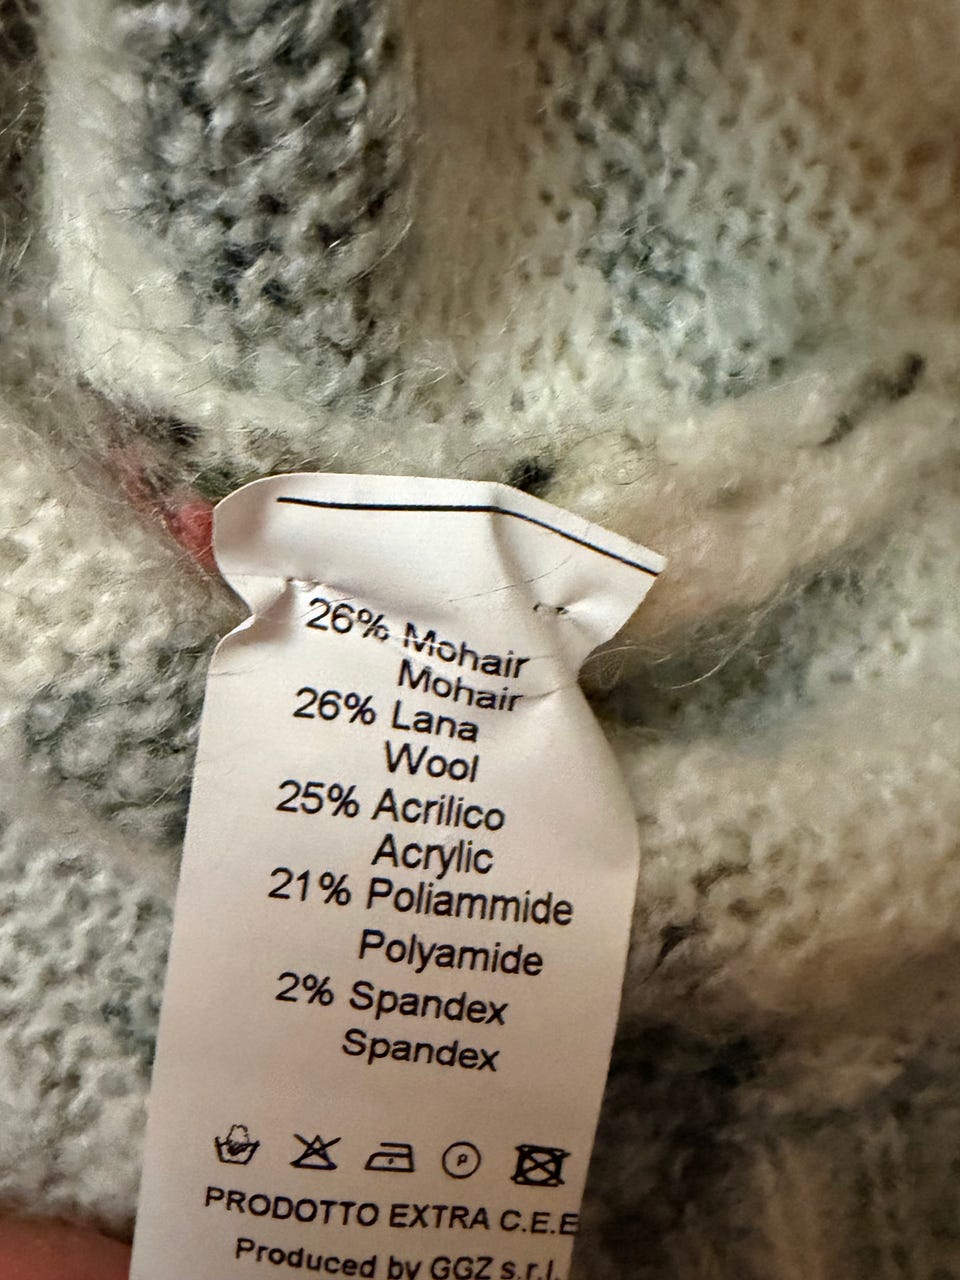 26% Mohair
Mohair
26% Lana
Wool
25% Acrilico
Acrylic
21% Poliammide
Polyamide
2% Spandex
Spandex
P
PRODOTTO EXTRA C.E.E
Produced by GGZ s.r.l.